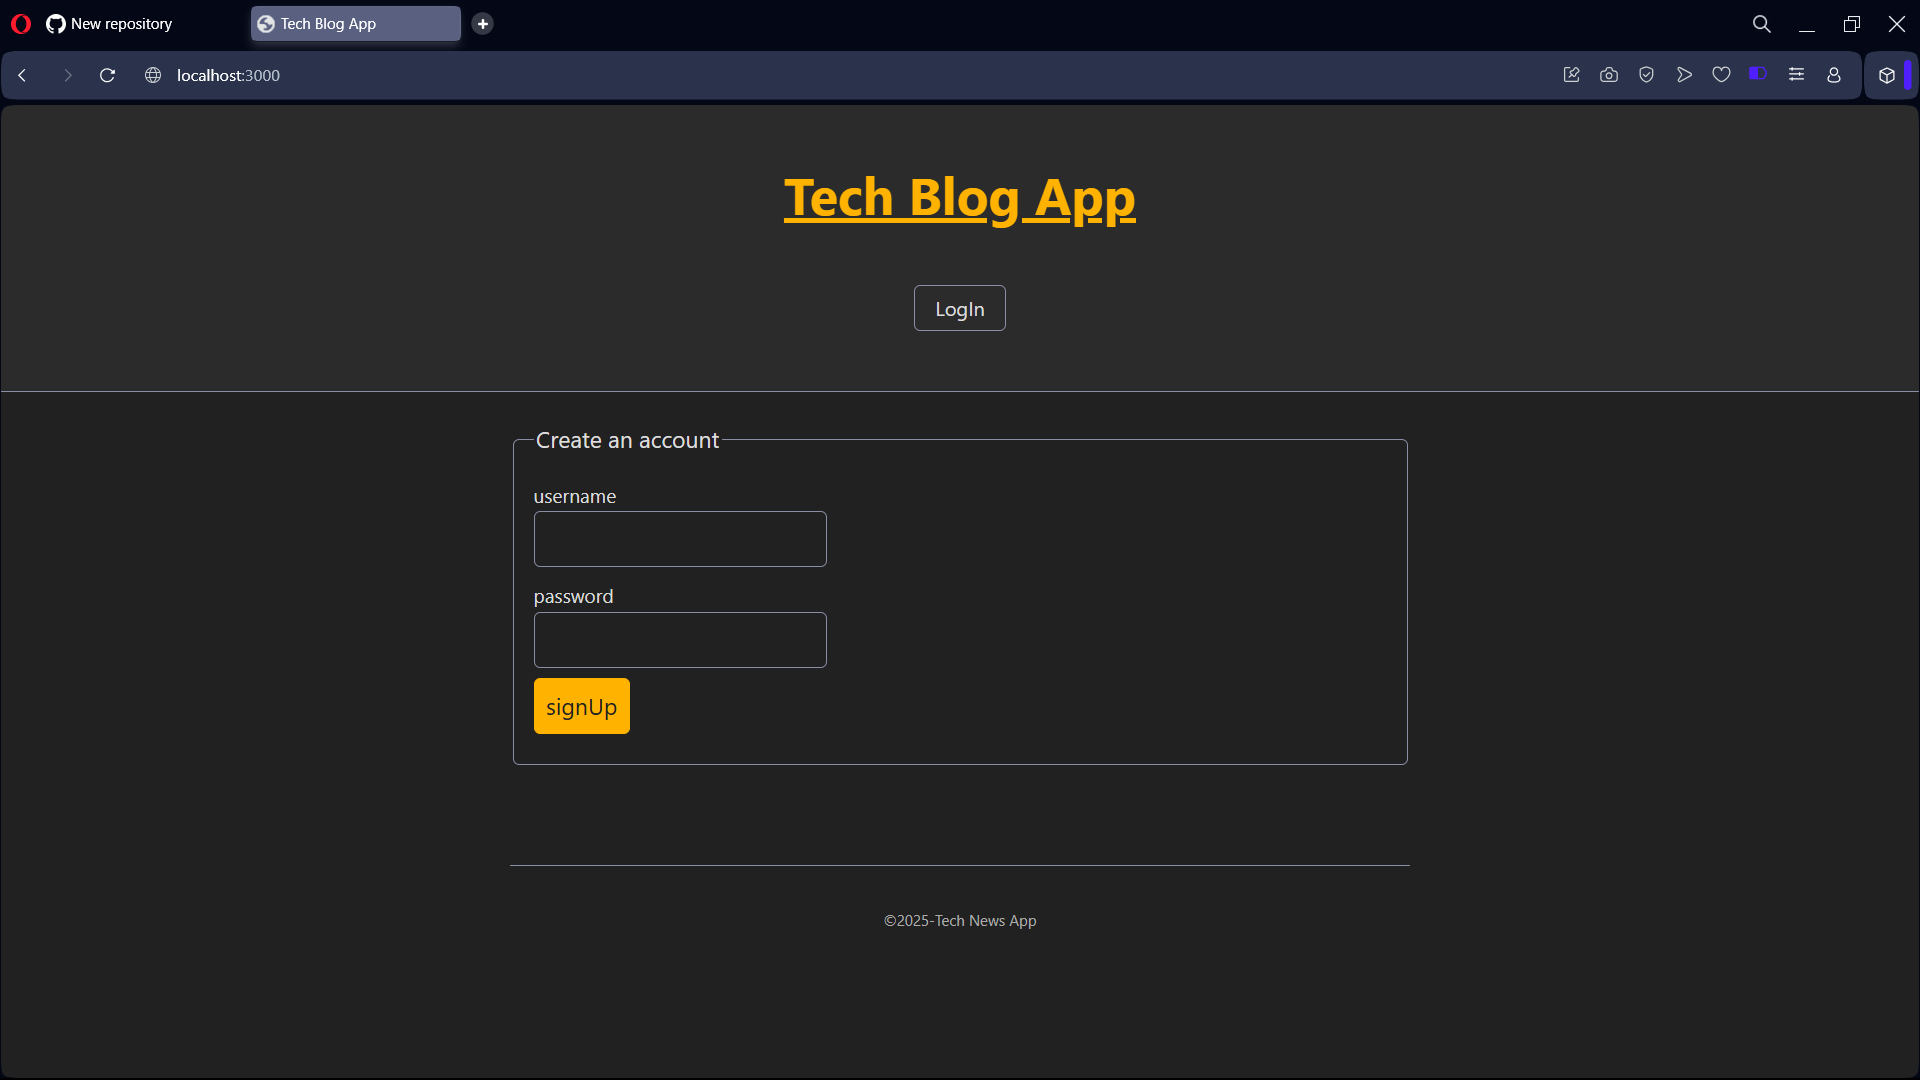 New repository
Tech Blog App
localhost:3000
Tech Blog App
LogIn
Create an account
username
password
signUp
©2025-Tech News App